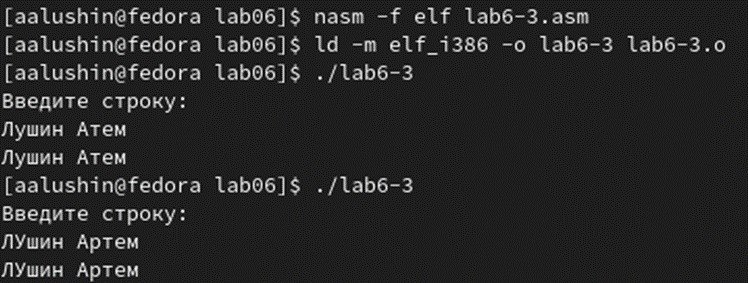 [aalushin@fedora lab06]$ nasm -f elf lab6-3.asm
[aalushin@fedora lab06]$ ld -m elf_i386 -o lab6-3 lab6-3.o
[aalushin@fedora lab06]$ ./lab6-3
Введите строку:
Лушин Атем
Лушин Атем
[aalushin@fedora lab06]$ ./lab6-3
Введите строку:
ЛУшин Артем
ЛУшин Артем